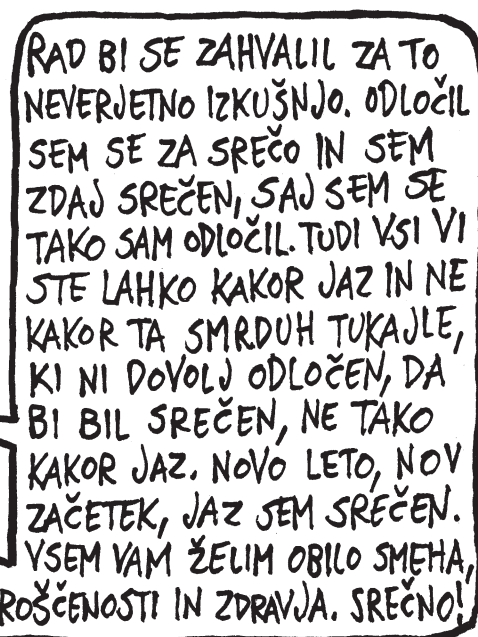 RAD BI SE ZAHVALIL ZA TO
NEVERJETNO IZKUŠNJO. ODLOČIL
SEM SE ZA SREČO IN SEM
ZDAJ SREČEN, SAJ SEM SE
TAKO SAM ODLOČIL. TUDI VSI VI
STE LAHKO KAKOR JAZ IN NE
KAKOR TA SMRDUH TUKAJLE,
KI NI DOVOLJ ODLOČEN, DA
BI BIL SREČEN, NE TAKO
KAKOR JAZ. NOVO LETO, NOV
ZAČETEK, JAZ SEM SREČEN.
VSEM VAM ŽELIM OBILO SMEHA,
ROŠČENOSTI IN ZDRAVJA. SREČNO!